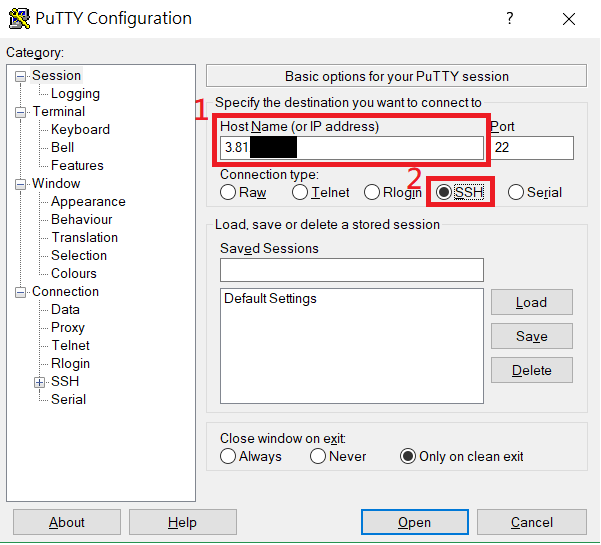 PuTTY Configuration
?
Category:
Session
Logging
Terminal
Keyboard
Bell
Features
Window
Appearance
Behaviour
Translation
Selection
Colours
Connection
Data
Proxy
Telnet
Rlogin
SSH
Serial
Basic options for your PuTTY session
Specify the destination you want to connect to
1
Host Name (or IP address) Port
3.81 22
Connection type:
2
Raw Telnet Rlogin SSH Serial
Load, save or delete a stored session
Saved Sessions
Default Settings
Load
Save
Delete
Close window on exit:
Always Never Only on clean exit
About Help Open Cancel